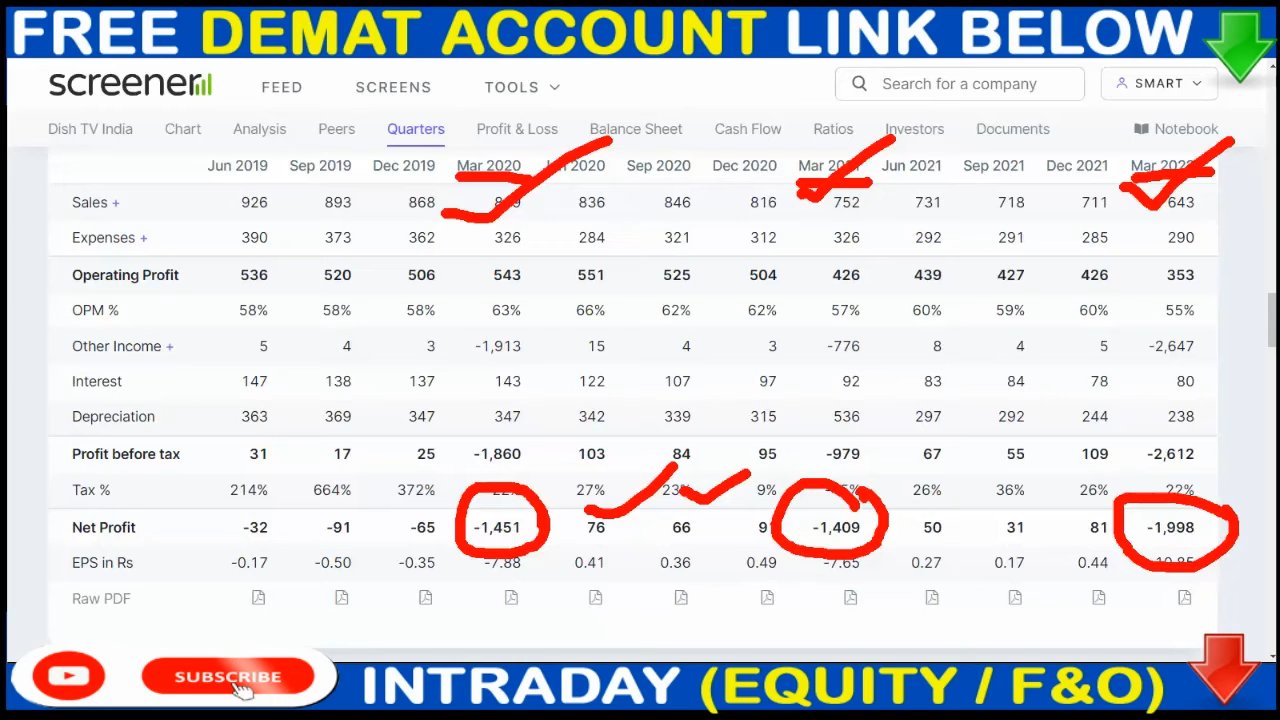 FREE DEMAT ACCOUNT LINK BELOW
screener FEED SCREENS TOOLS Search for a company SMART
Dish TV India Chart Analysis Peers Quarters Profit & Loss Balance Sheet Cash Flow Ratios Investors Documents Notebook
Jun 2019 Sep 2019 Dec 2019 Mar 2020 2020 Sep 2020 Dec 2020 Mar Jun 2021 Sep 2021 Dec 2021 Mar
Sales + 926 893 868 836 846 816 752 731 718 711 643
Expenses + 390 373 362 326 284 321 312 326 292 291 285 290
Operating Profit 536 520 506 543 551 525 504 426 439 427 426 353
OPM % 58% 58% 58% 63% 66% 62% 62% 57% 60% 59% 60% 55%
Other Income + 5 4 3 -1,913 15 4 3 -776 8 4 5 -2,647
Interest 147 138 137 143 122 107 97 92 83 84 78 80
Depreciation 363 369 347 347 342 339 315 536 297 292 244 238
Profit before tax 31 17 25 -1,860 103 84 95 -979 67 55 109 -2,612
Tax % 214% 664% 372% 22% 27% 23% 9% 26% 36% 26% 22%
Net Profit -32 -91 -65 -1,451 76 66 -1,409 50 31 81 -1,998
EPS in Rs -0.17 -0.50 -0.35 -7.88 0.41 0.36 0.49 -7.65 0.27 0.17 0.44
Raw PDF
SUBSCRIBE
INTRADAY (EQUITY / F&O)